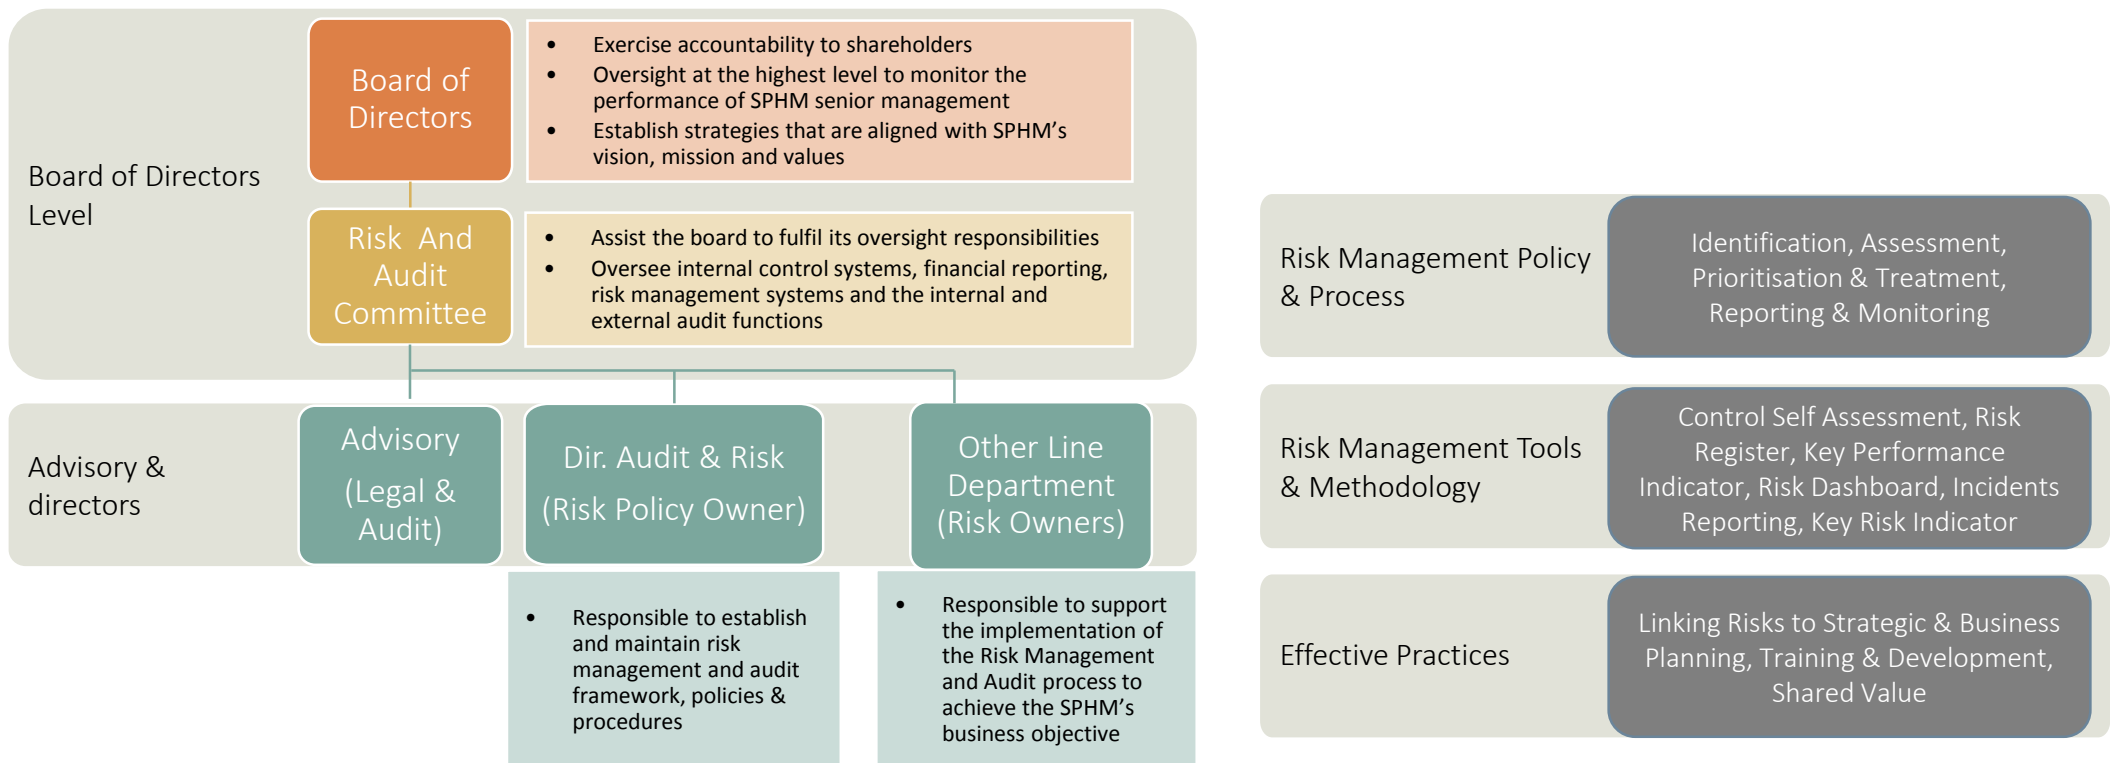 Board of Directors
Level
Board of
Directors
• Exercise accountability to shareholders
• Oversight at the highest level to monitor the
performance of SPHM senior management
• Establish strategies that are aligned with SPHM’s
vision, mission and values
Risk And
Audit
Committee
• Assist the board to fulfil its oversight responsibilities
• Oversee internal control systems, financial reporting,
risk management systems and the internal and
external audit functions
Advisory &
directors
Advisory
(Legal &
Audit)
Dir. Audit & Risk
(Risk Policy Owner)
Other Line
Department
(Risk Owners)
• Responsible to establish
and maintain risk
management and audit
framework, policies &
procedures
• Responsible to support
the implementation of
the Risk Management
and Audit process to
achieve the SPHM’s
business objective
Risk Management Policy
& Process
Identification, Assessment,
Prioritisation & Treatment,
Reporting & Monitoring
Risk Management Tools
& Methodology
Control Self Assessment, Risk
Register, Key Performance
Indicator, Risk Dashboard, Incidents
Reporting, Key Risk Indicator
Effective Practices
Linking Risks to Strategic & Business
Planning, Training & Development,
Shared Value